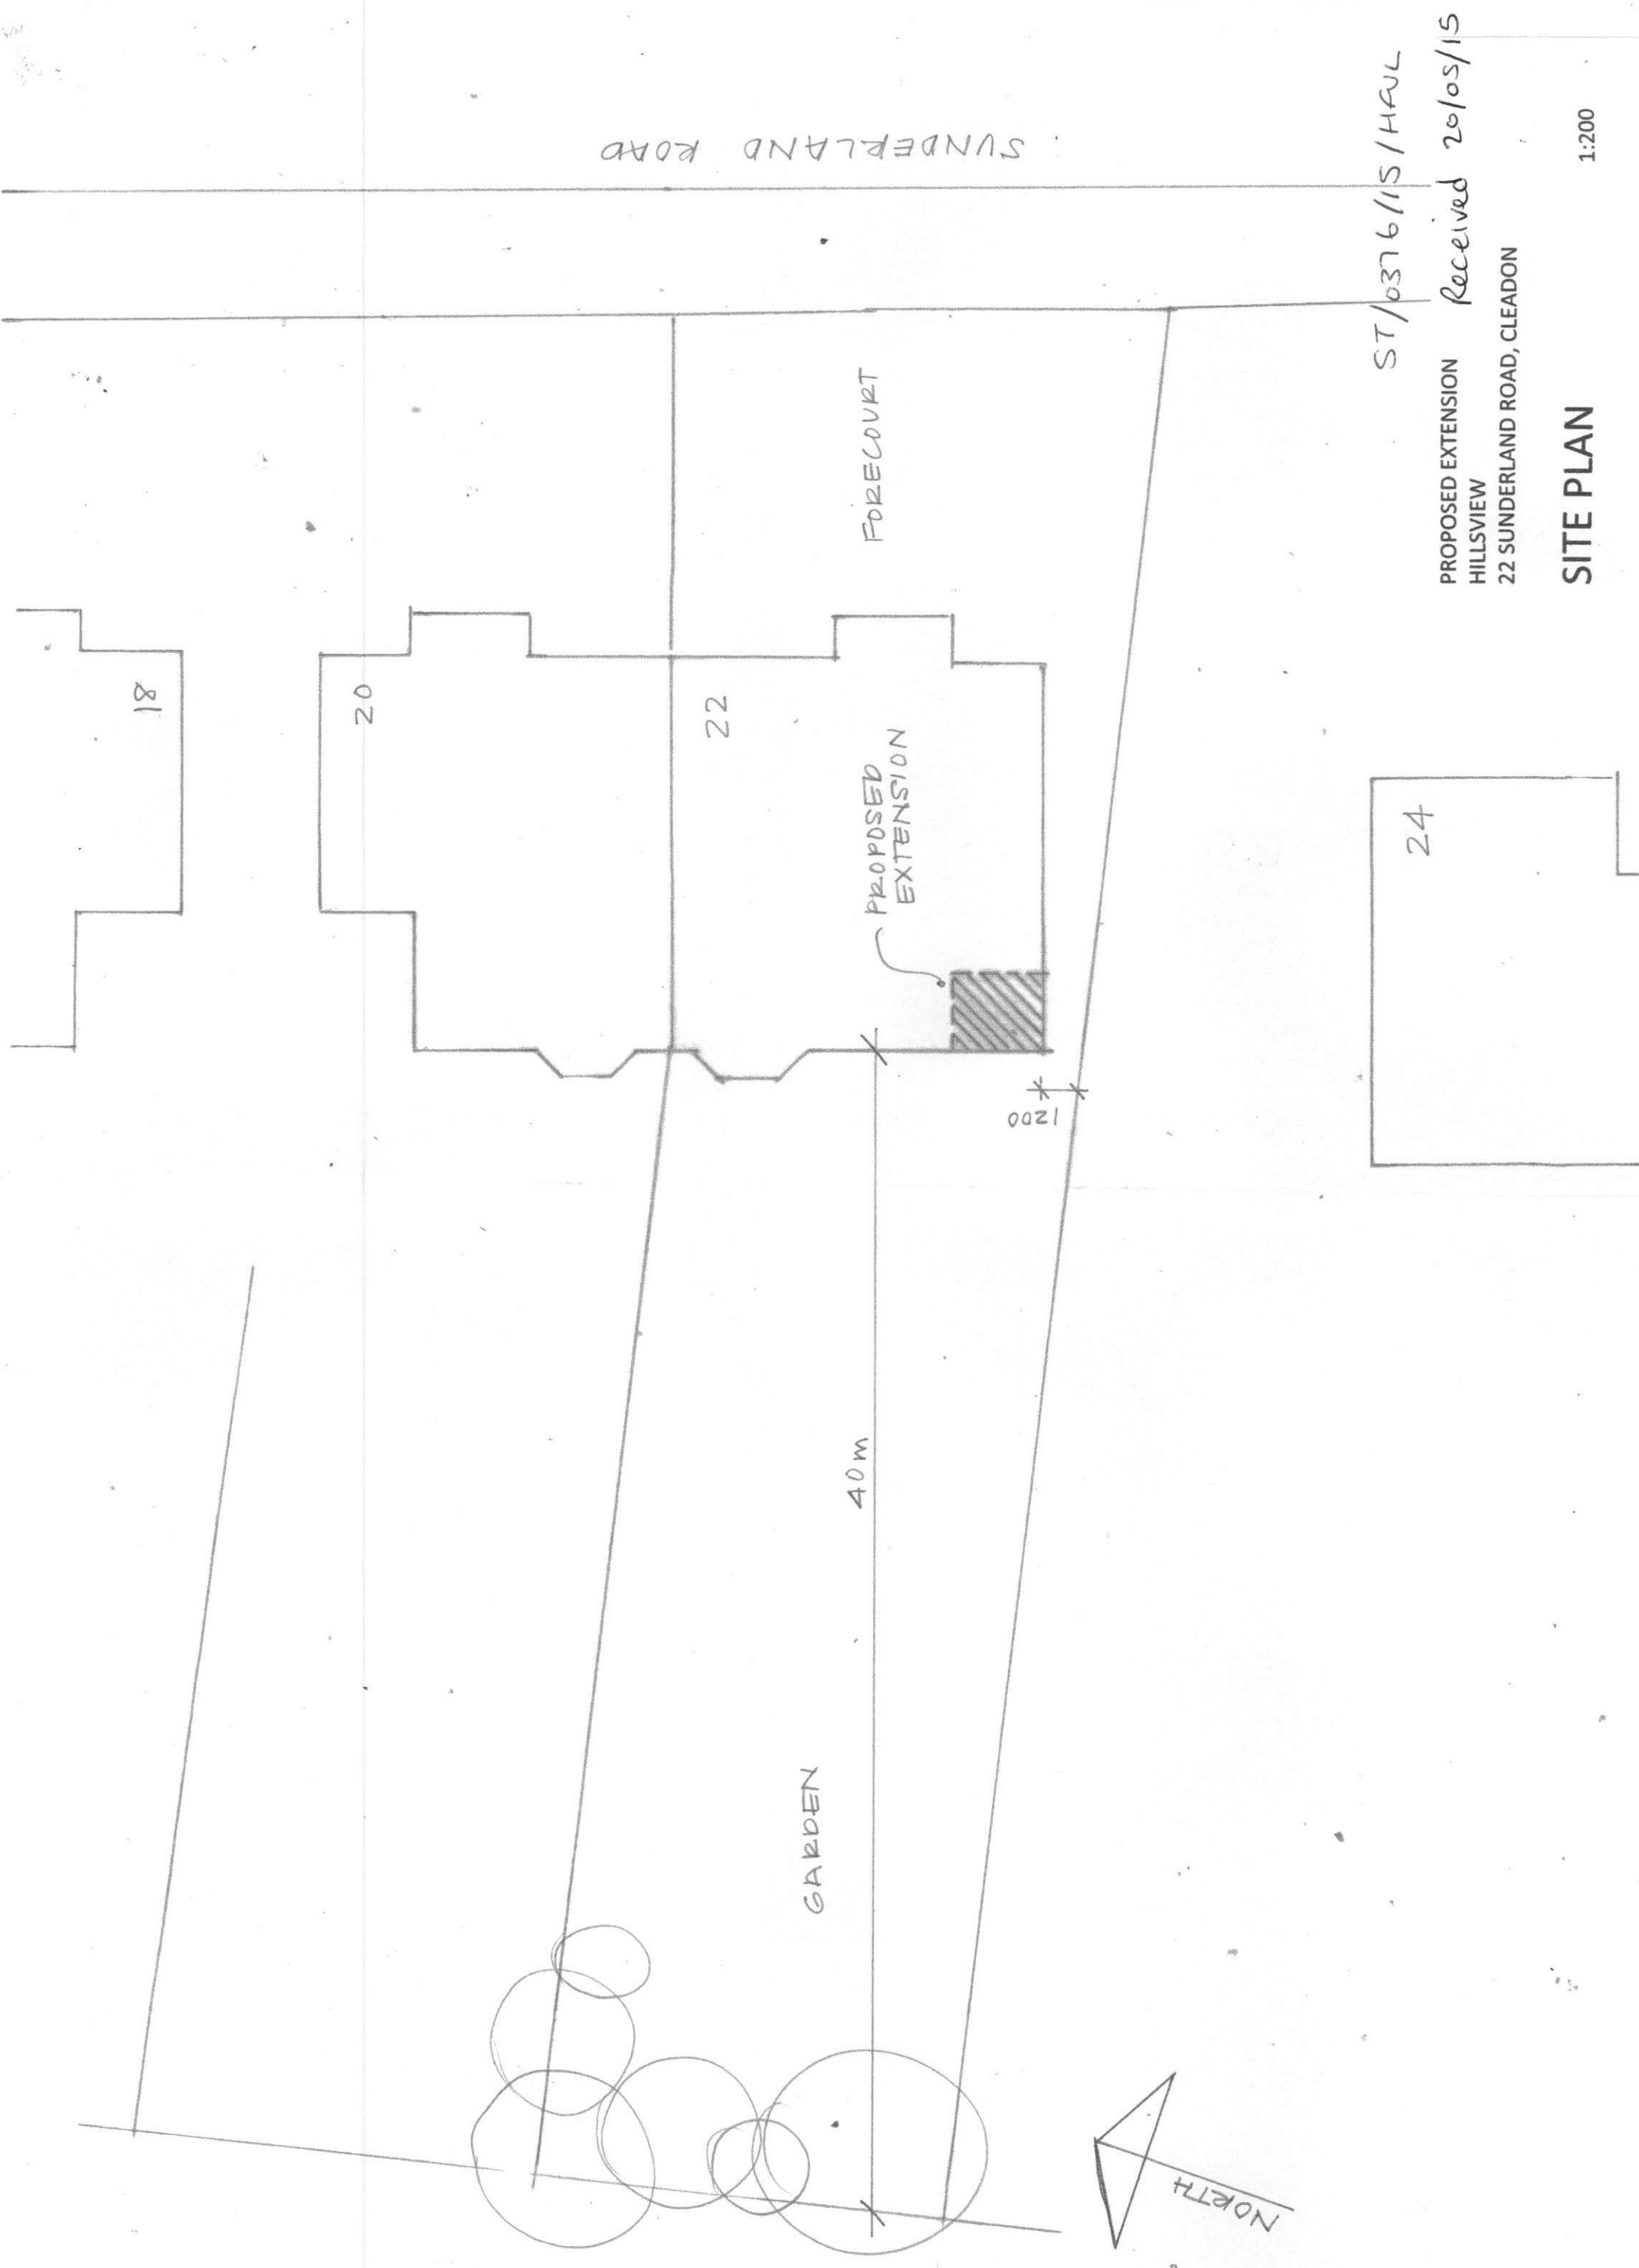 SUNDERLAND ROAD
18
20
22
FORECOURT
PROPOSED
EXTENSION
24
1200
40m
GARDEN
NORTH
ST/0376/15/HFUL
Received 20/05/15
PROPOSED EXTENSION
HILLSVIEW
22 SUNDERLAND ROAD, CLEADON
SITE PLAN
1:200